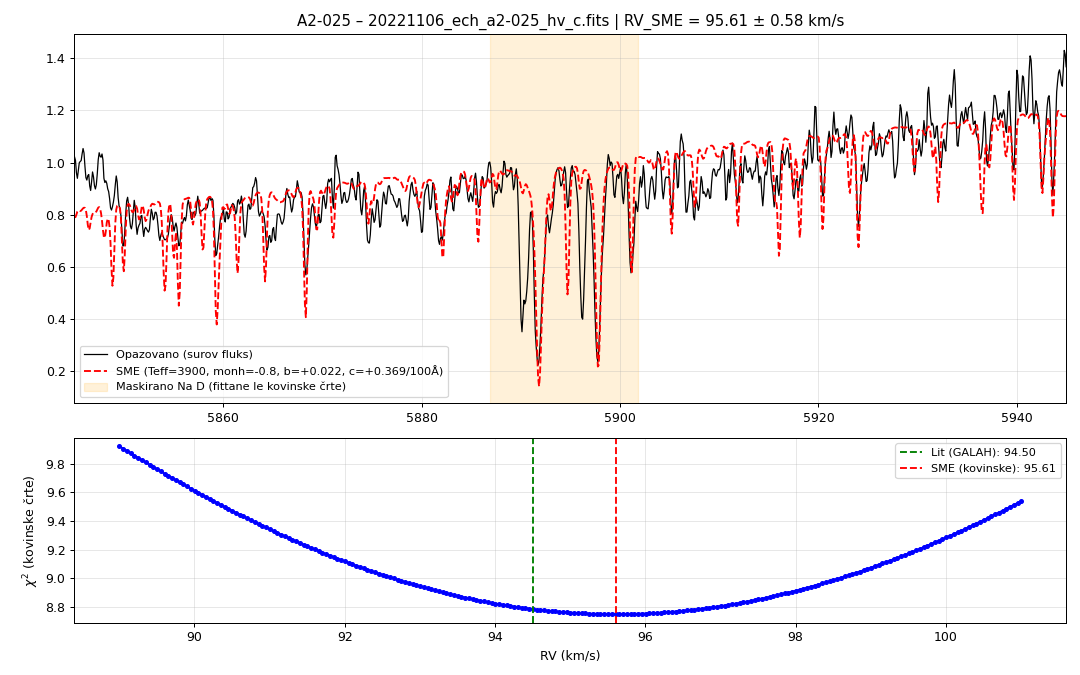 A2-025 – 20221106_ech_a2-025_hv_c.fits | RV_SME = 95.61 ± 0.58 km/s
1.4
1.2
1.0
0.8
0.6
0.4
0.2
Opazovano (surov fluks)
SME (Teff=3900, monh=-0.8, b=+0.022, c=+0.369/100Å)
Maskirano Na D (fittane le kovinske črte)
5860 5880 5900 5920 5940
9.8
9.6
9.4
9.2
9.0
8.8
χ² (kovinske črte)
Lit (GALAH): 94.50
SME (kovinske): 95.61
90 92 94 96 98 100
RV (km/s)